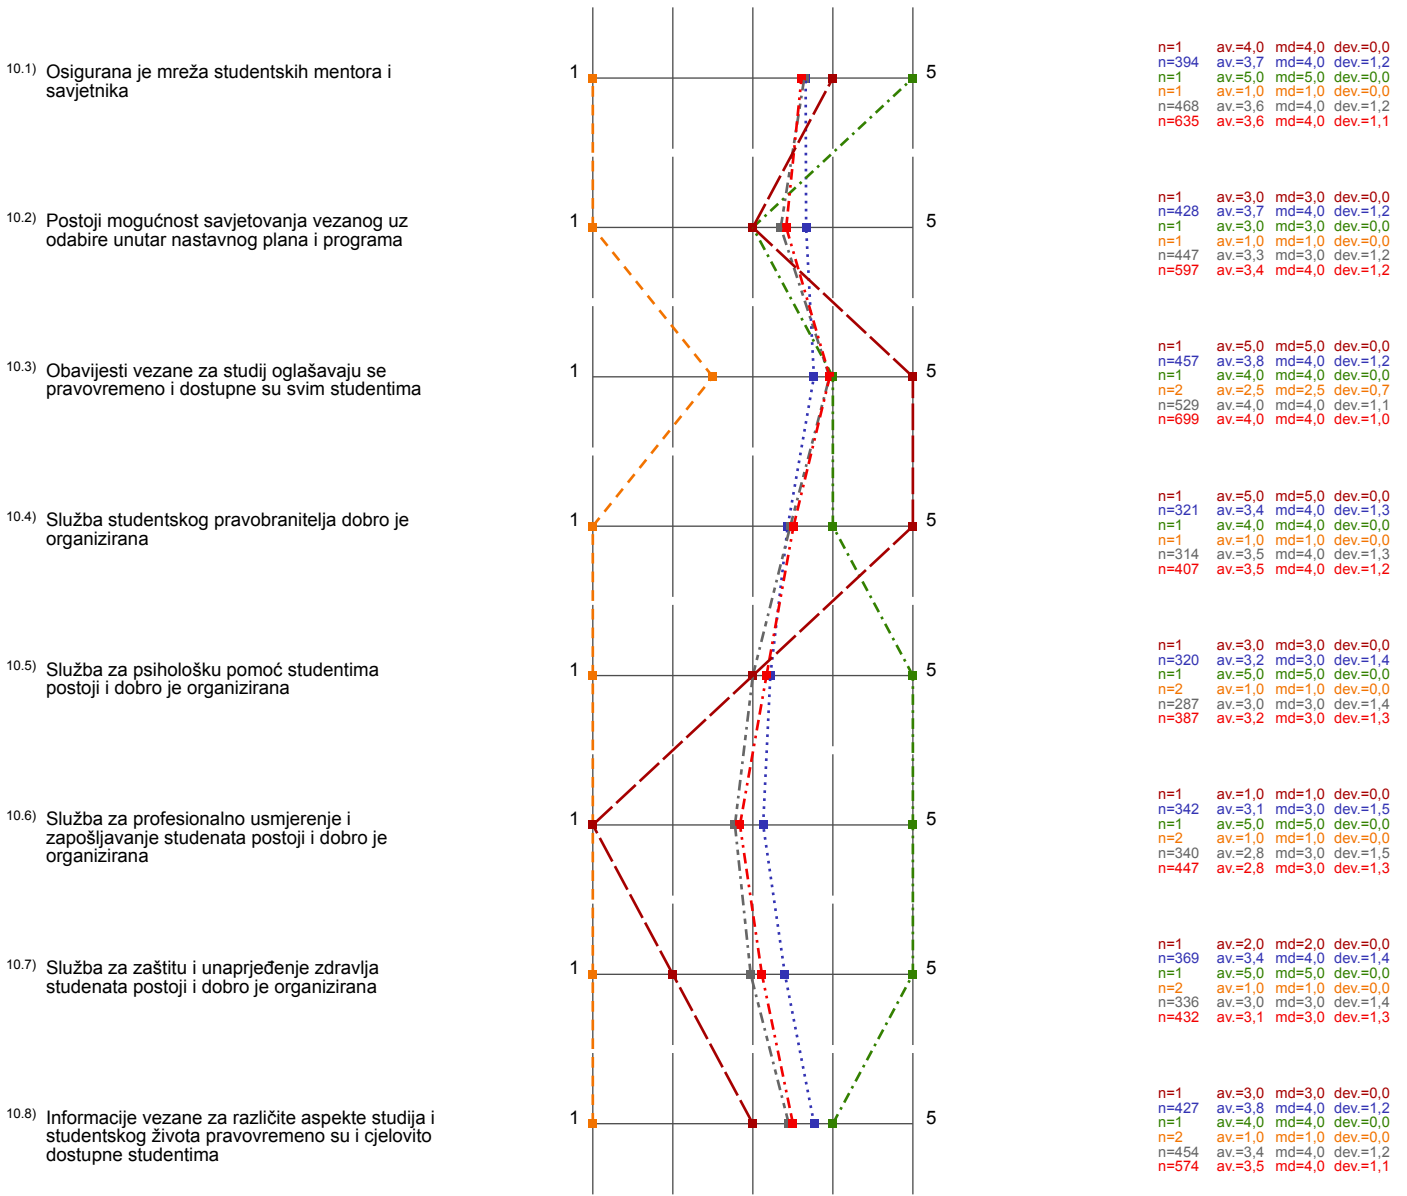 10.1) Osigurana je mreža studentskih mentora i
savjetnika
1
5
n=1 av.=4,0 md=4,0 dev.=0,0
n=394 av.=3,7 md=4,0 dev.=1,2
n=1 av.=5,0 md=5,0 dev.=0,0
n=1 av.=1,0 md=1,0 dev.=0,0
n=468 av.=3,6 md=4,0 dev.=1,2
n=635 av.=3,6 md=4,0 dev.=1,1
10.2) Postoji mogućnost savjetovanja vezanog uz
odabire unutar nastavnog plana i programa
1
5
n=1 av.=3,0 md=3,0 dev.=0,0
n=428 av.=3,7 md=4,0 dev.=1,2
n=1 av.=3,0 md=3,0 dev.=0,0
n=1 av.=1,0 md=1,0 dev.=0,0
n=447 av.=3,3 md=3,0 dev.=1,2
n=597 av.=3,4 md=4,0 dev.=1,2
10.3) Obavijesti vezane za studij oglašavaju se
pravovremeno i dostupne su svim studentima
1
5
n=1 av.=5,0 md=5,0 dev.=0,0
n=457 av.=3,8 md=4,0 dev.=1,2
n=1 av.=4,0 md=4,0 dev.=0,0
n=2 av.=2,5 md=2,5 dev.=0,7
n=529 av.=4,0 md=4,0 dev.=1,1
n=699 av.=4,0 md=4,0 dev.=1,0
10.4) Služba studentskog pravobranitelja dobro je
organizirana
1
5
n=1 av.=5,0 md=5,0 dev.=0,0
n=321 av.=3,4 md=4,0 dev.=1,3
n=1 av.=4,0 md=4,0 dev.=0,0
n=1 av.=1,0 md=1,0 dev.=0,0
n=314 av.=3,5 md=4,0 dev.=1,3
n=407 av.=3,5 md=4,0 dev.=1,2
10.5) Služba za psihološku pomoć studentima
postoji i dobro je organizirana
1
5
n=1 av.=3,0 md=3,0 dev.=0,0
n=320 av.=3,2 md=3,0 dev.=1,4
n=1 av.=5,0 md=5,0 dev.=0,0
n=2 av.=1,0 md=1,0 dev.=0,0
n=287 av.=3,0 md=3,0 dev.=1,4
n=387 av.=3,2 md=3,0 dev.=1,3
10.6) Služba za profesionalno usmjerenje i
zapošljavanje studenata postoji i dobro je
organizirana
1
5
n=1 av.=1,0 md=1,0 dev.=0,0
n=342 av.=3,1 md=3,0 dev.=1,5
n=1 av.=5,0 md=5,0 dev.=0,0
n=2 av.=1,0 md=1,0 dev.=0,0
n=340 av.=2,8 md=3,0 dev.=1,5
n=447 av.=2,8 md=3,0 dev.=1,3
10.7) Služba za zaštitu i unaprjeđenje zdravlja
studenata postoji i dobro je organizirana
1
5
n=1 av.=2,0 md=2,0 dev.=0,0
n=369 av.=3,4 md=4,0 dev.=1,4
n=1 av.=5,0 md=5,0 dev.=0,0
n=2 av.=1,0 md=1,0 dev.=0,0
n=336 av.=3,0 md=3,0 dev.=1,4
n=432 av.=3,1 md=3,0 dev.=1,3
10.8) Informacije vezane za različite aspekte studija i
studentskog života pravovremeno su i cjelovito
dostupne studentima
1
5
n=1 av.=3,0 md=3,0 dev.=0,0
n=427 av.=3,8 md=4,0 dev.=1,2
n=1 av.=4,0 md=4,0 dev.=0,0
n=2 av.=1,0 md=1,0 dev.=0,0
n=454 av.=3,4 md=4,0 dev.=1,2
n=574 av.=3,5 md=4,0 dev.=1,1